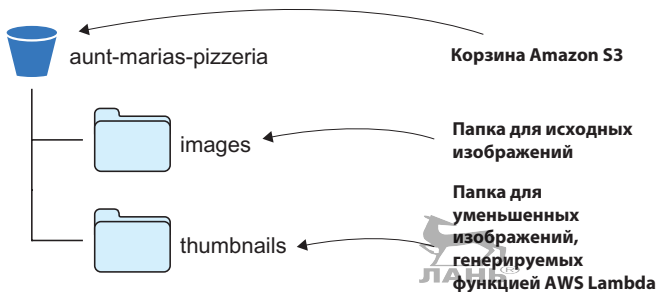 aunt-marias-pizzeria
Корзина Amazon S3
images
Папка для исходных
изображений
thumbnails
Папка для
уменьшенных
изображений,
генерируемых
функцией AWS Lambda
ЛАНЬ®